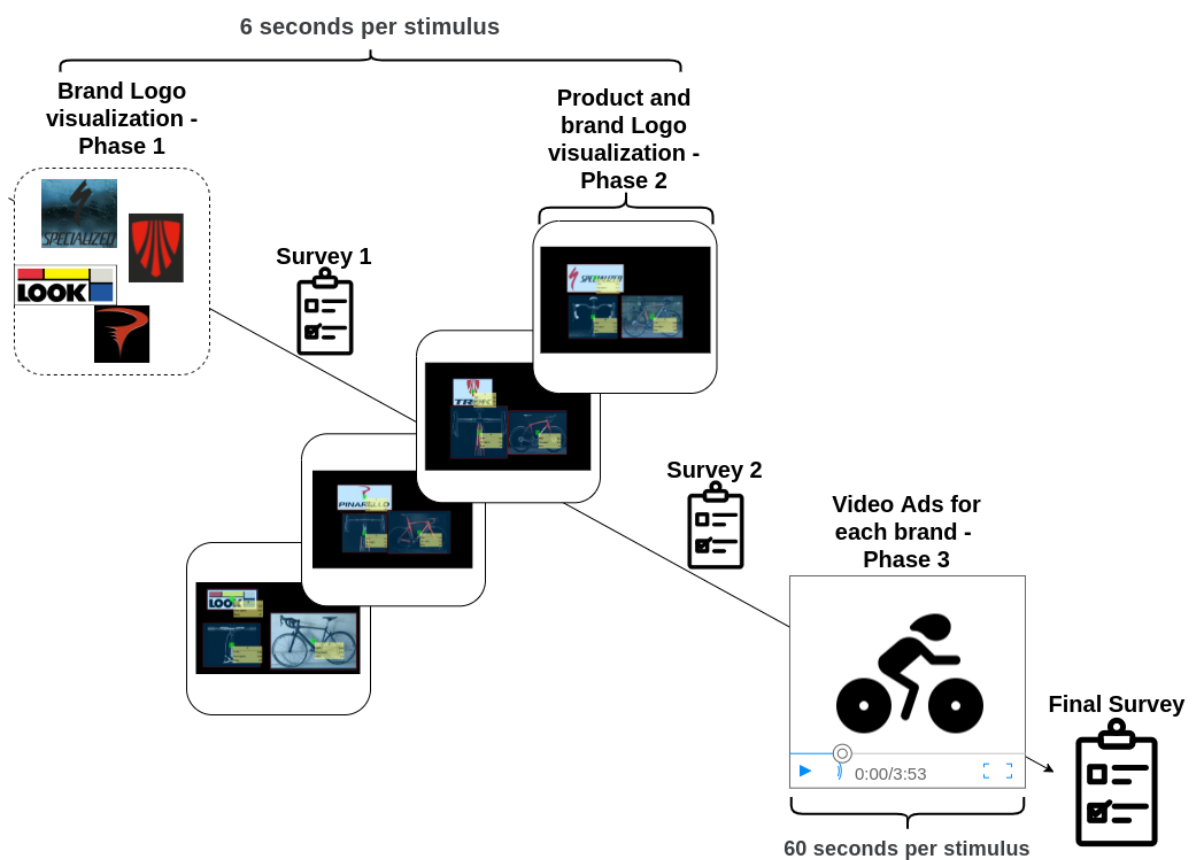 6 seconds per stimulus
Brand Logo
visualization -
Phase 1
Product and
brand Logo
visualization -
Phase 2
SPECIALIZED
LOOK
Survey 1
SPECIALIZED
TREK
PINARELLO
LOOK
Survey 2
Video Ads for
each brand -
Phase 3
0:00/3:53
Final Survey
60 seconds per stimulus